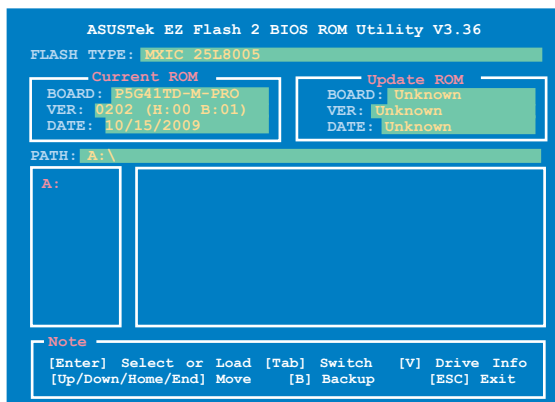 ASUSTek EZ Flash 2 BIOS ROM Utility V3.36
FLASH TYPE: MXIC 25L8005
Current ROM
BOARD: P5G41TD-M-PRO
VER: 0202 (H:00 B:01)
DATE: 10/15/2009
Update ROM
BOARD: Unknown
VER: Unknown
DATE: Unknown
PATH: A:\
A:
Note
[Enter] Select or Load [Tab] Switch [V] Drive Info
[Up/Down/Home/End] Move [B] Backup [ESC] Exit